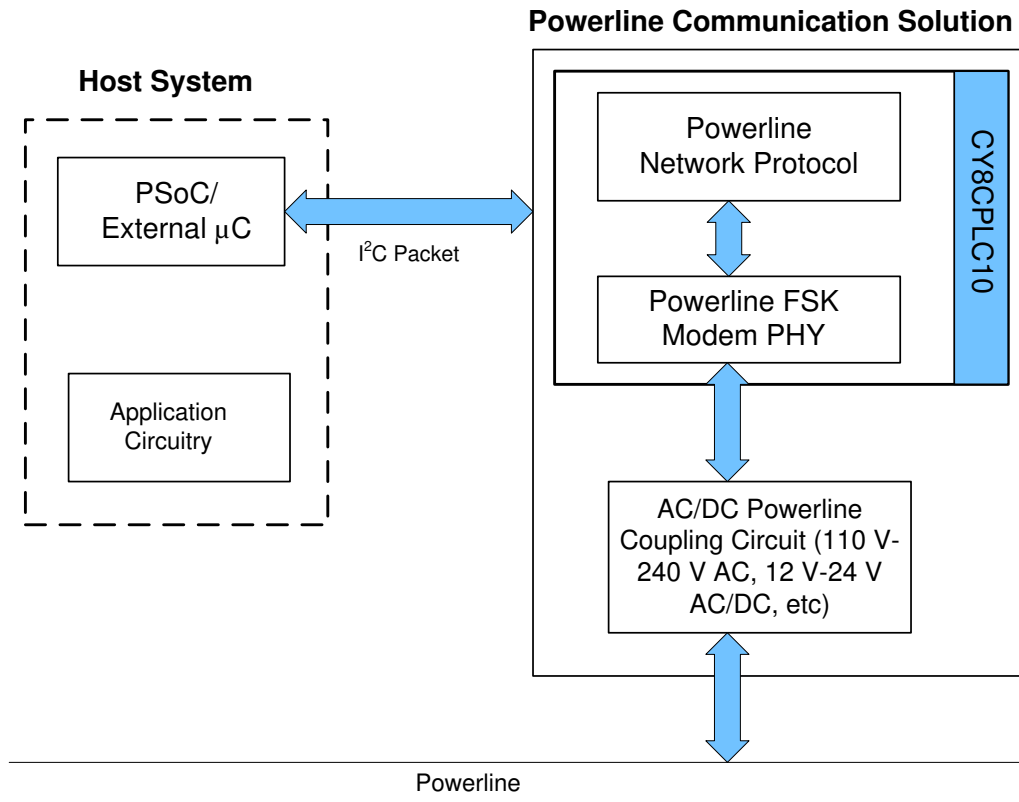 Powerline Communication Solution
Host System
PSoC/
External μC
I²C Packet
Application
Circuitry
Powerline
Network Protocol
Powerline FSK
Modem PHY
CY8CPLC10
AC/DC Powerline
Coupling Circuit (110 V-
240 V AC, 12 V-24 V
AC/DC, etc)
Powerline